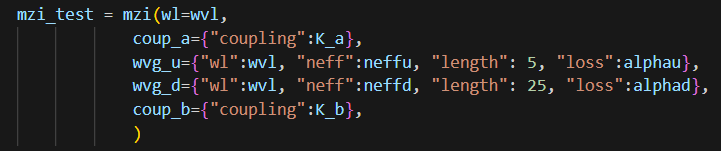 mzi_test = mzi(wl=wvl,
coup_a={"coupling":K_a},
wvg_u={"wl":wvl, "neff":neffu, "length": 5, "loss":alphau},
wvg_d={"wl":wvl, "neff":neffd, "length": 25, "loss":alphad},
coup_b={"coupling":K_b},
)